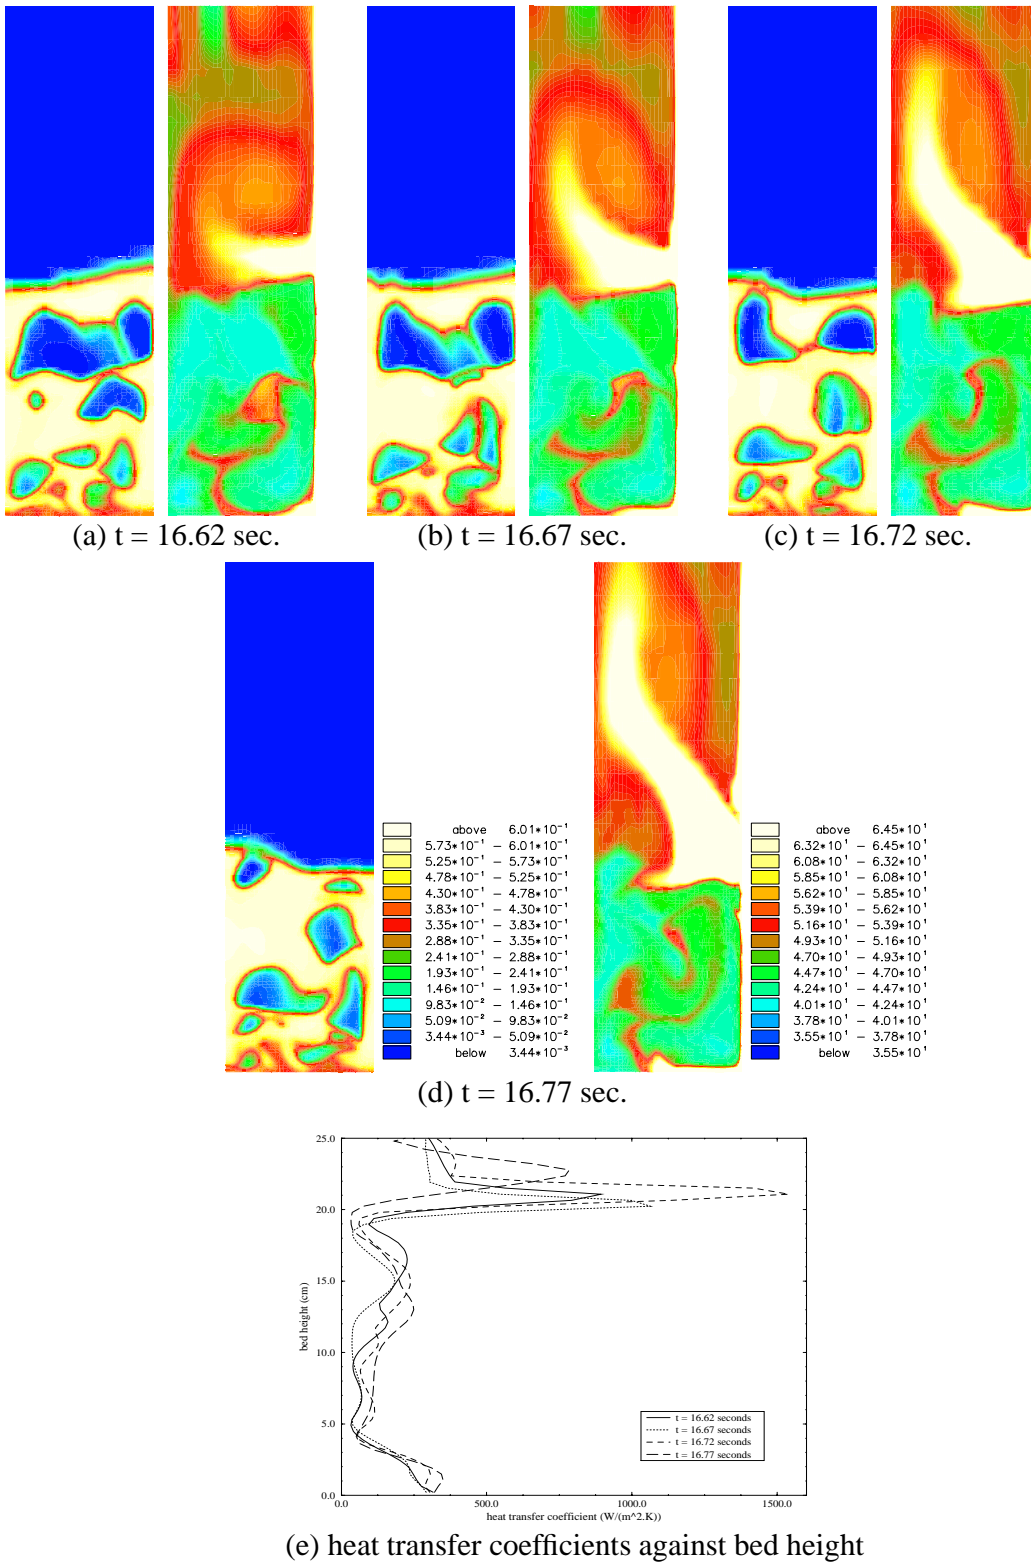 (a) t = 16.62 sec.
(b) t = 16.67 sec.
(c) t = 16.72 sec.
above 6.01*10⁻¹
5.73*10⁻¹ – 6.01*10⁻¹
5.25*10⁻¹ – 5.73*10⁻¹
4.78*10⁻¹ – 5.25*10⁻¹
4.30*10⁻¹ – 4.78*10⁻¹
3.83*10⁻¹ – 4.30*10⁻¹
3.35*10⁻¹ – 3.83*10⁻¹
2.88*10⁻¹ – 3.35*10⁻¹
2.41*10⁻¹ – 2.88*10⁻¹
1.93*10⁻¹ – 2.41*10⁻¹
1.46*10⁻¹ – 1.93*10⁻¹
9.83*10⁻² – 1.46*10⁻¹
5.09*10⁻² – 9.83*10⁻²
3.44*10⁻³ – 5.09*10⁻²
below 3.44*10⁻³
above 6.45*10¹
6.32*10¹ – 6.45*10¹
6.08*10¹ – 6.32*10¹
5.85*10¹ – 6.08*10¹
5.62*10¹ – 5.85*10¹
5.39*10¹ – 5.62*10¹
5.16*10¹ – 5.39*10¹
4.93*10¹ – 5.16*10¹
4.70*10¹ – 4.93*10¹
4.47*10¹ – 4.70*10¹
4.24*10¹ – 4.47*10¹
4.01*10¹ – 4.24*10¹
3.78*10¹ – 4.01*10¹
3.55*10¹ – 3.78*10¹
below 3.55*10¹
(d) t = 16.77 sec.
25.0
20.0
15.0
10.0
5.0
0.0
bed height (cm)
t = 16.62 seconds
t = 16.67 seconds
t = 16.72 seconds
t = 16.77 seconds
0.0 500.0 1000.0 1500.0
heat transfer coefficient (W/(m^2.K))
(e) heat transfer coefficients against bed height